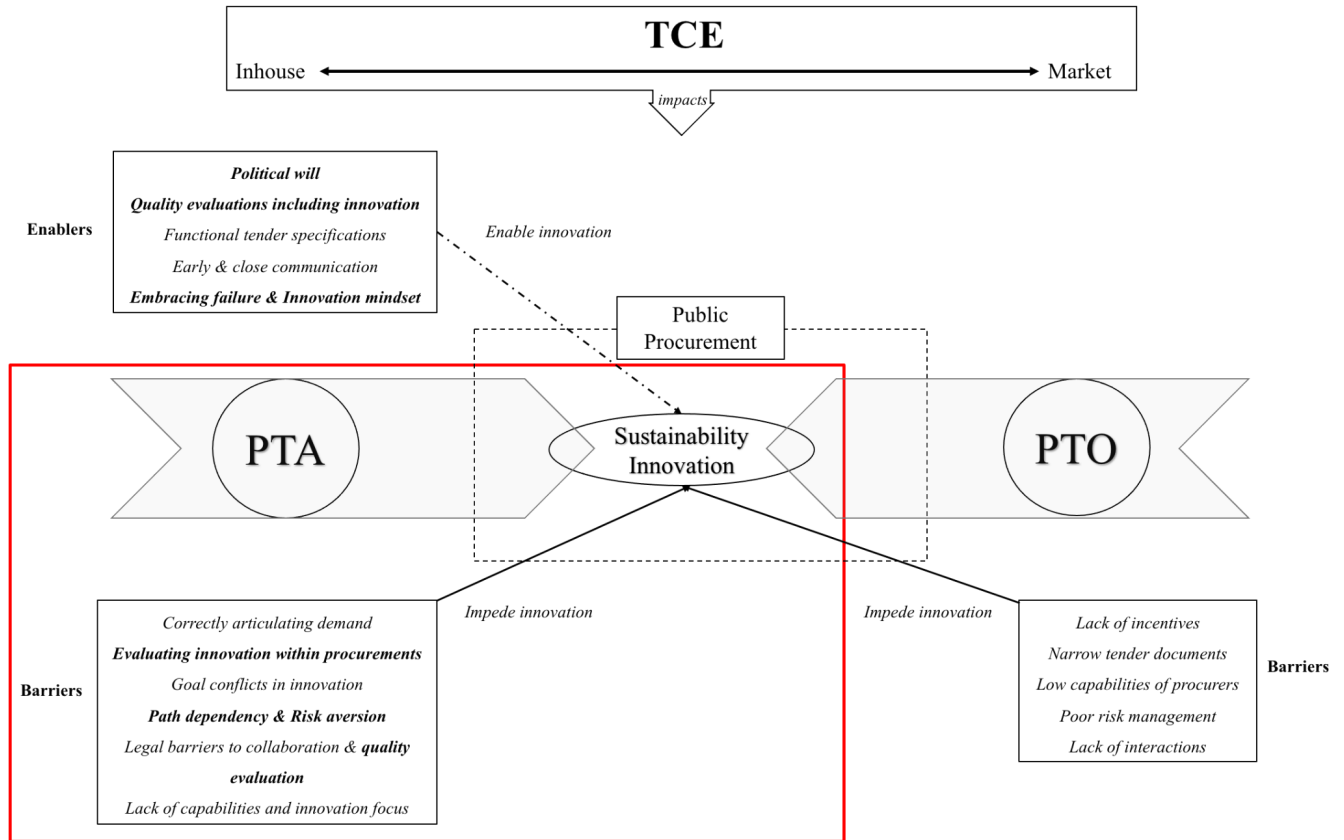 TCE
Inhouse
Market
impacts
Political will
Quality evaluations including innovation
Functional tender specifications
Early & close communication
Embracing failure & Innovation mindset
Enablers
Enable innovation
Public
Procurement
PTA
Sustainability
Innovation
PTO
Impede innovation
Impede innovation
Barriers
Correctly articulating demand
Evaluating innovation within procurements
Goal conflicts in innovation
Path dependency & Risk aversion
Legal barriers to collaboration & quality
evaluation
Lack of capabilities and innovation focus
Lack of incentives
Narrow tender documents
Low capabilities of procurers
Poor risk management
Lack of interactions
Barriers